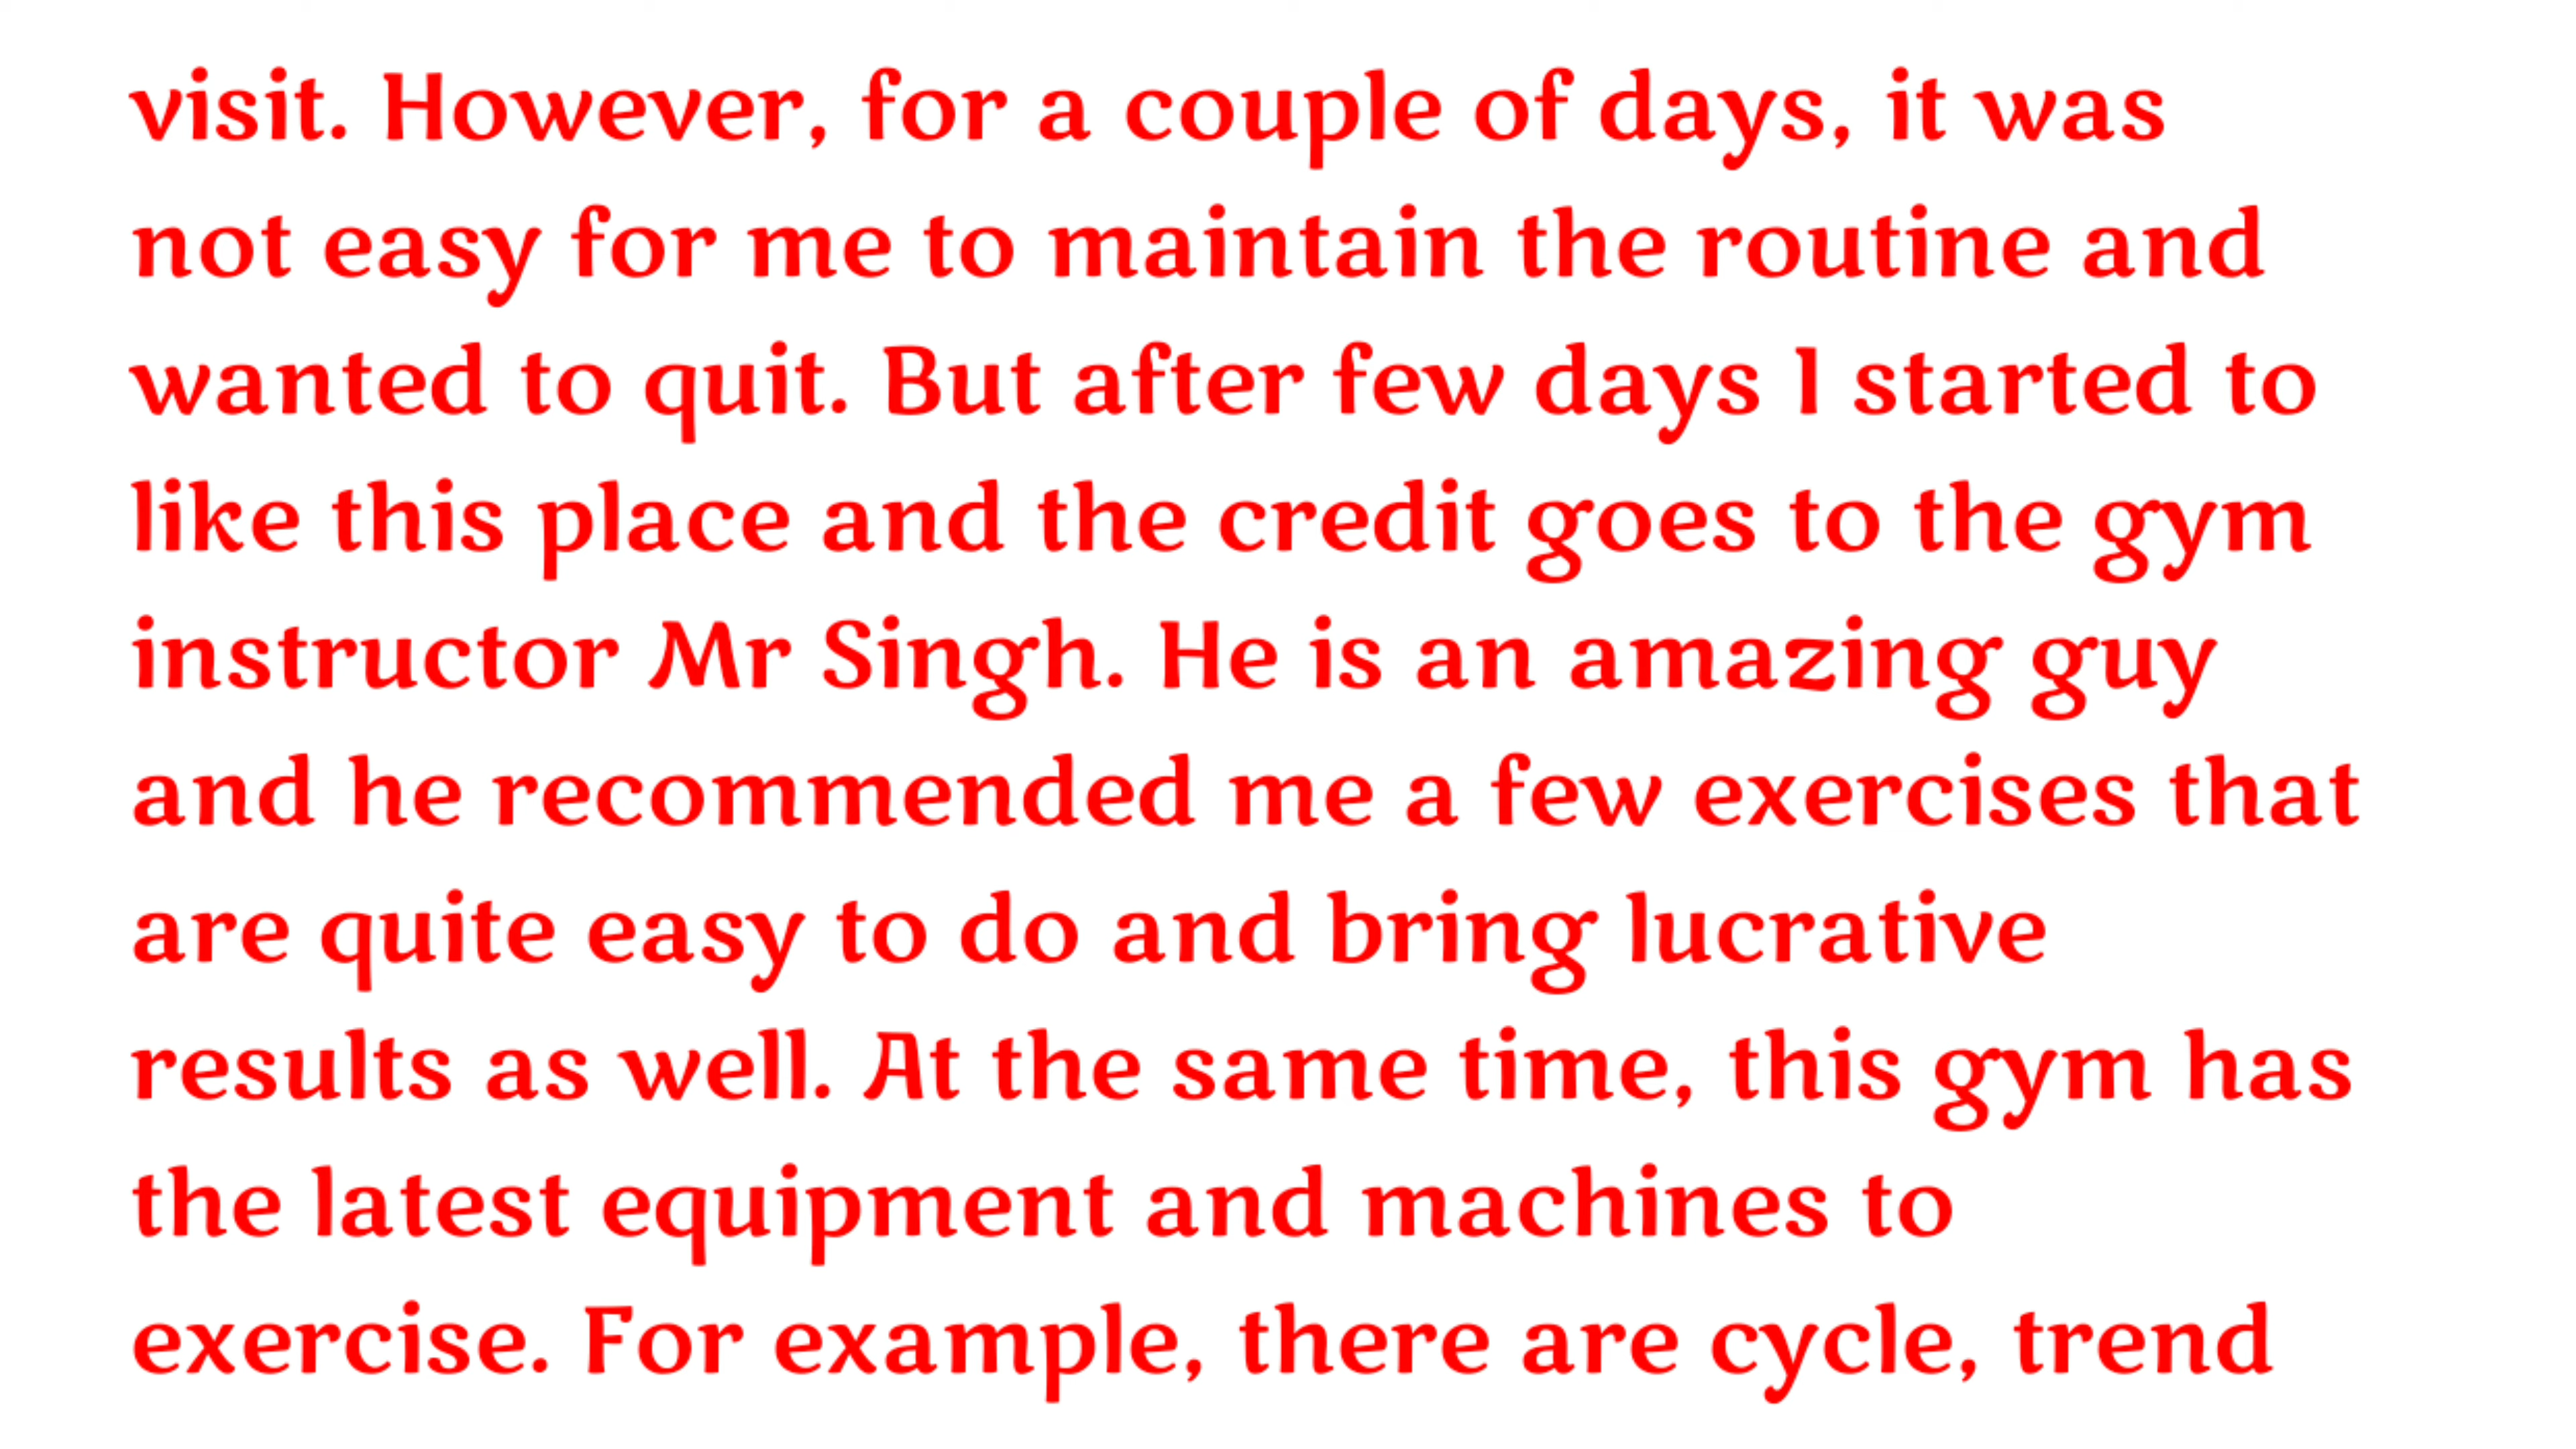 visit. However, for a couple of days, it was
not easy for me to maintain the routine and
wanted to quit. But after few days I started to
like this place and the credit goes to the gym
instructor Mr Singh. He is an amazing guy
and he recommended me a few exercises that
are quite easy to do and bring lucrative
results as well. At the same time, this gym has
the latest equipment and machines to
exercise. For example, there are cycle, trend